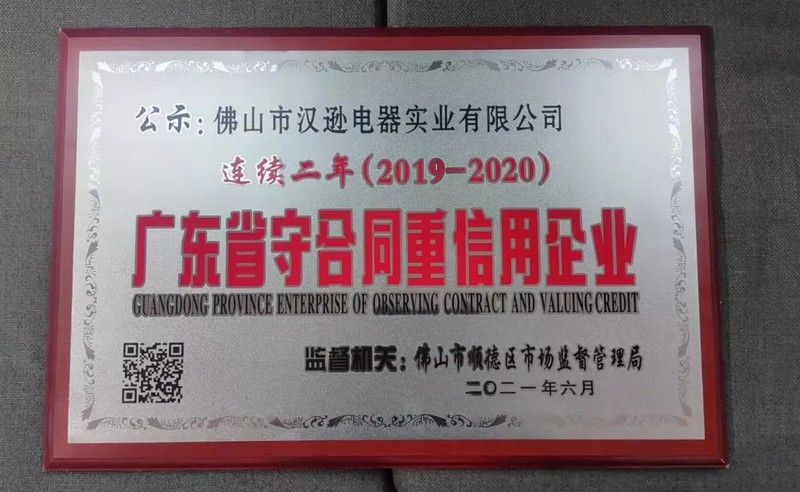 公示：佛山市汉逊电器实业有限公司
连续二年(2019-2020)
广东省守合同重信用企业
GUANGDONG PROVINCE ENTERPRISE OF OBSERVING CONTRACT AND VALUING CREDIT
监督机关：佛山市顺德区市场监督管理局
二〇二一年六月